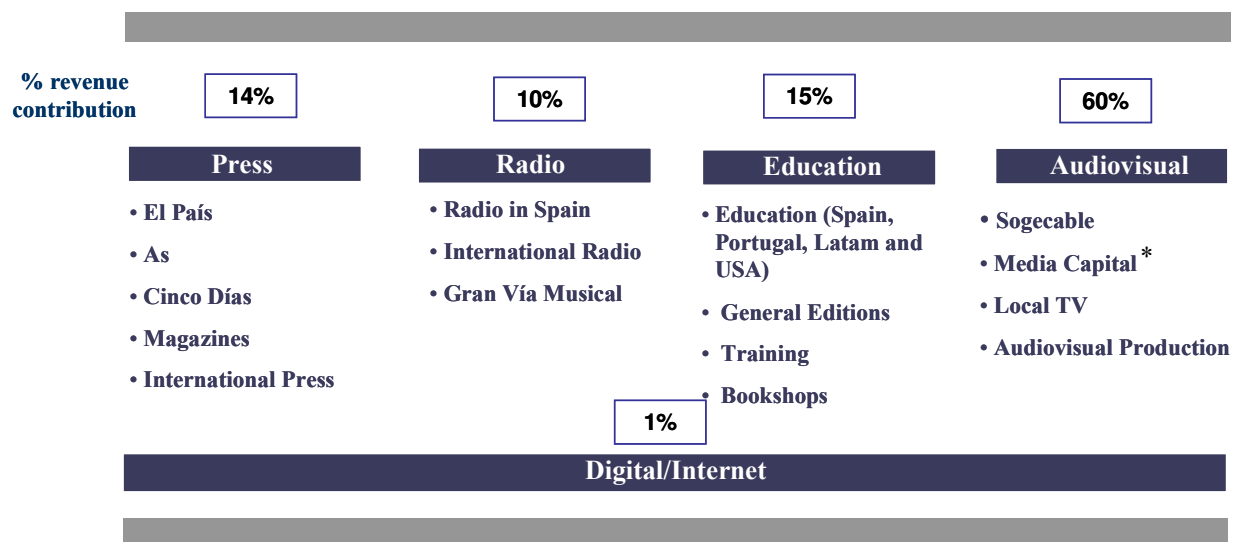 % revenue
contribution
14%
10%
15%
60%
Press
• El País
• As
• Cinco Días
• Magazines
• International Press
Radio
• Radio in Spain
• International Radio
• Gran Vía Musical
Education
• Education (Spain,
Portugal, Latam and
USA)
• General Editions
• Training
• Bookshops
Audiovisual
• Sogecable
• Media Capital *
• Local TV
• Audiovisual Production
1%
Digital/Internet